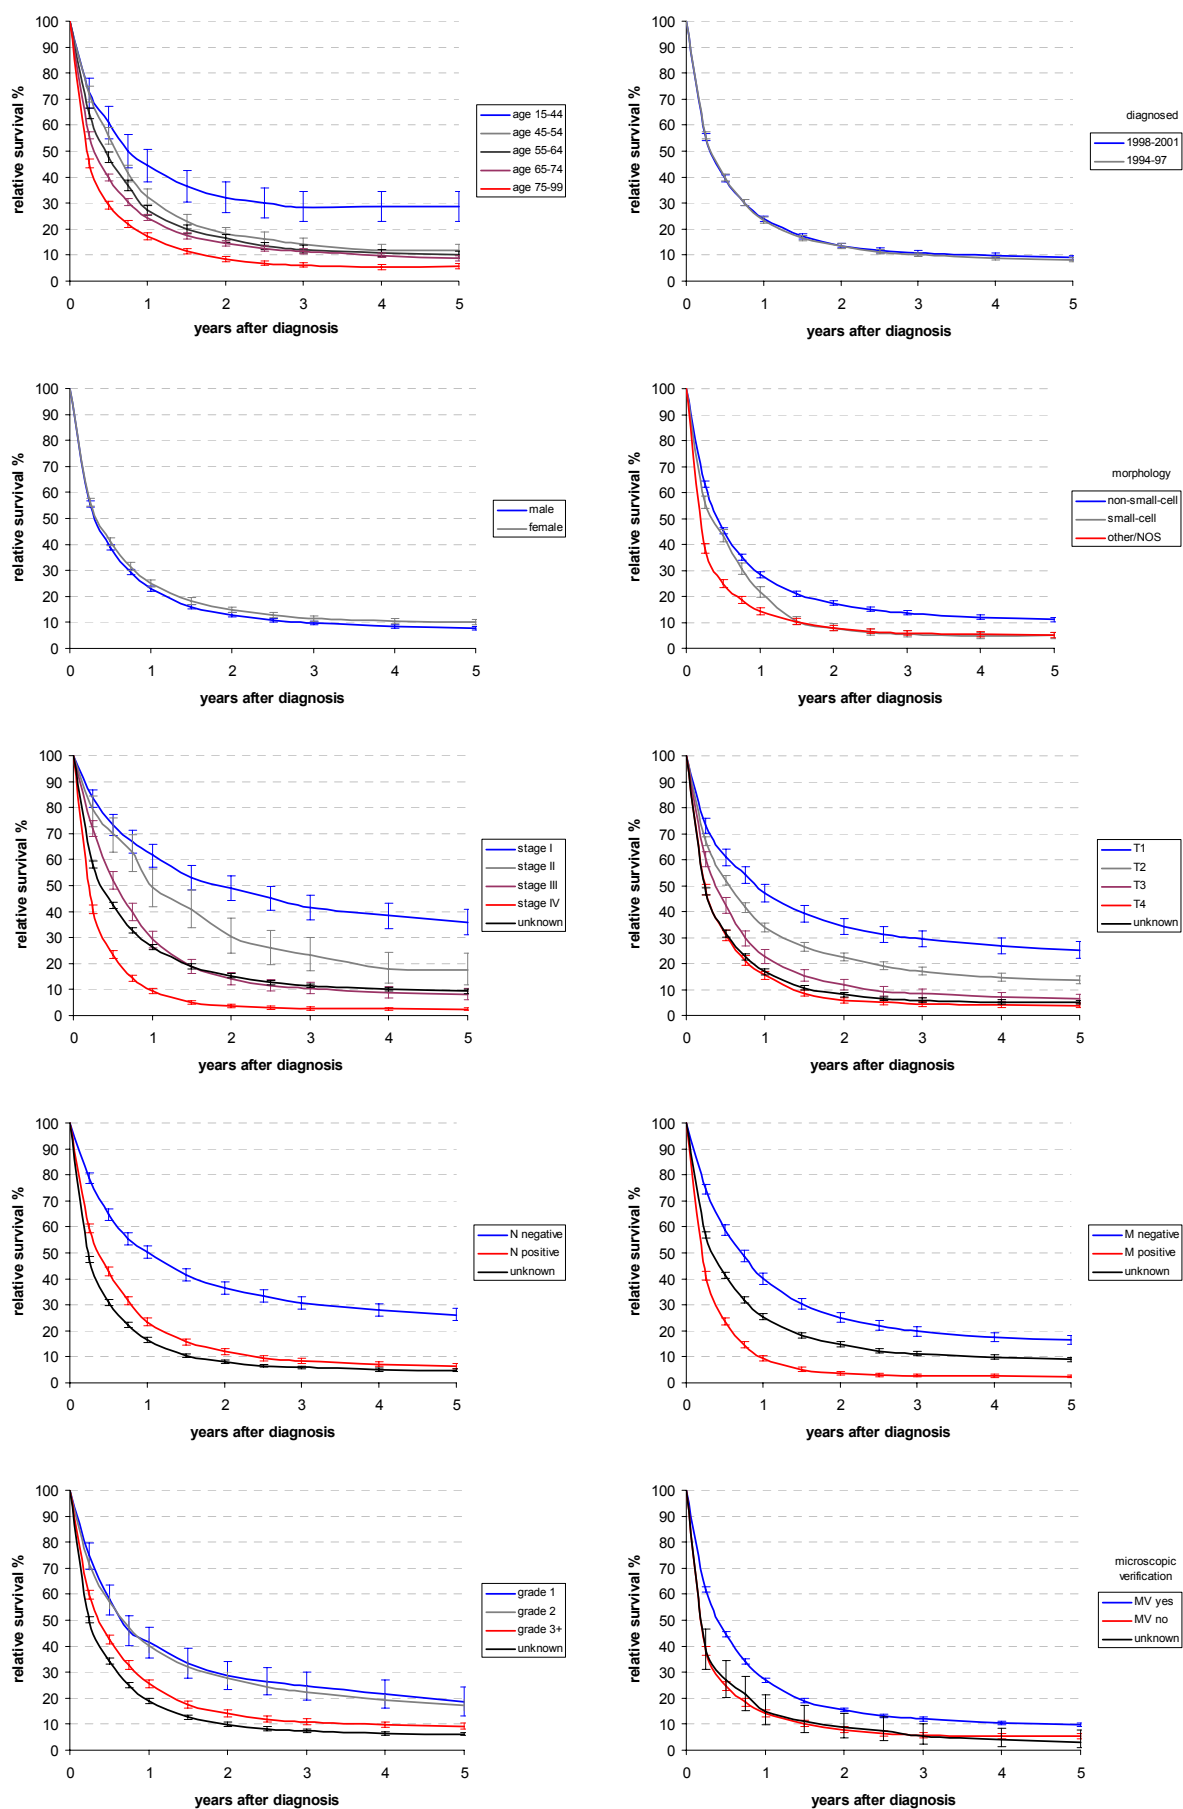 100
90
80
70
60
50
40
30
20
10
0
relative survival %
0 1 2 3 4 5
years after diagnosis
age 15-44
age 45-54
age 55-64
age 65-74
age 75-99
100
90
80
70
60
50
40
30
20
10
0
relative survival %
0 1 2 3 4 5
years after diagnosis
diagnosed
1998-2001
1994-97
100
90
80
70
60
50
40
30
20
10
0
relative survival %
0 1 2 3 4 5
years after diagnosis
male
female
100
90
80
70
60
50
40
30
20
10
0
relative survival %
0 1 2 3 4 5
years after diagnosis
morphology
non-small-cell
small-cell
other/NOS
100
90
80
70
60
50
40
30
20
10
0
relative survival %
0 1 2 3 4 5
years after diagnosis
stage I
stage II
stage III
stage IV
unknown
100
90
80
70
60
50
40
30
20
10
0
relative survival %
0 1 2 3 4 5
years after diagnosis
T1
T2
T3
T4
unknown
100
90
80
70
60
50
40
30
20
10
0
relative survival %
0 1 2 3 4 5
years after diagnosis
N negative
N positive
unknown
100
90
80
70
60
50
40
30
20
10
0
relative survival %
0 1 2 3 4 5
years after diagnosis
M negative
M positive
unknown
100
90
80
70
60
50
40
30
20
10
0
relative survival %
0 1 2 3 4 5
years after diagnosis
grade 1
grade 2
grade 3+
unknown
100
90
80
70
60
50
40
30
20
10
0
relative survival %
0 1 2 3 4 5
years after diagnosis
microscopic
verification
MV yes
MV no
unknown